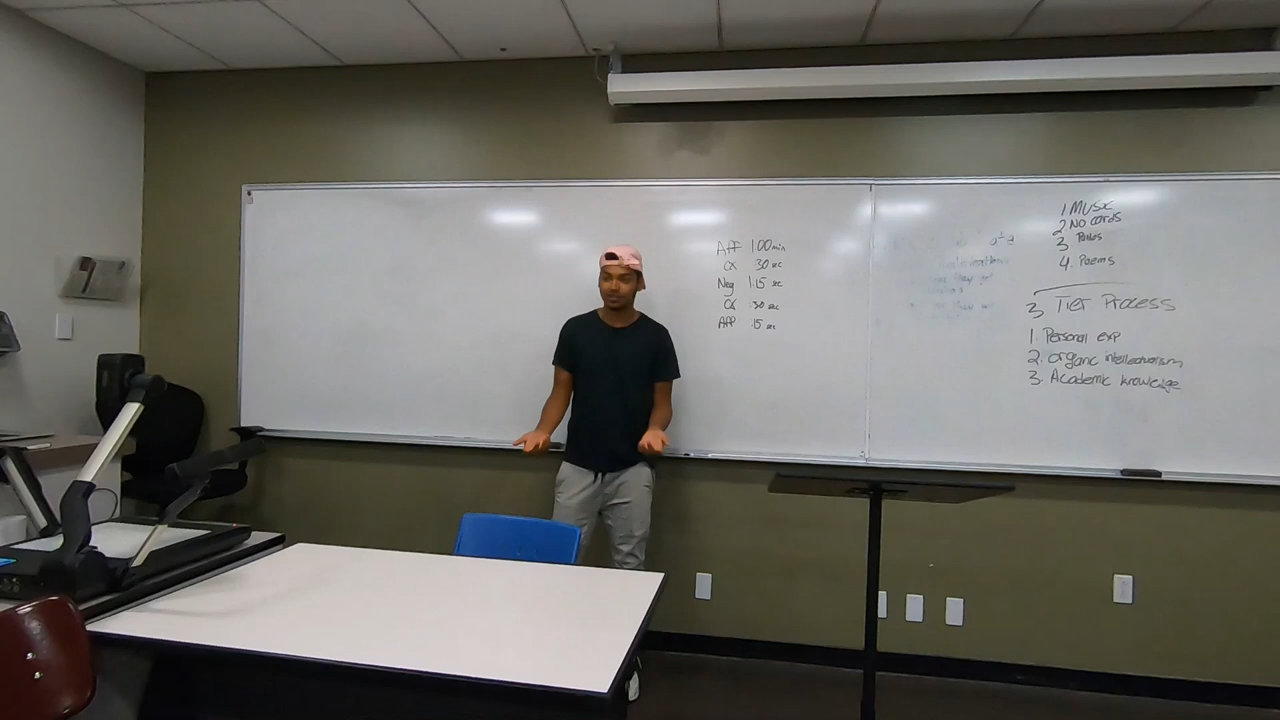 Aff 1:00 min
CX 30 sec
Neg 1:15 sec
CX :30 sec
Aff :15 sec
1 Music
2 No cards
3
4. Poems
3 Tier Process
1. Personal exp
2. organic intellectualism
3. Academic knowledge